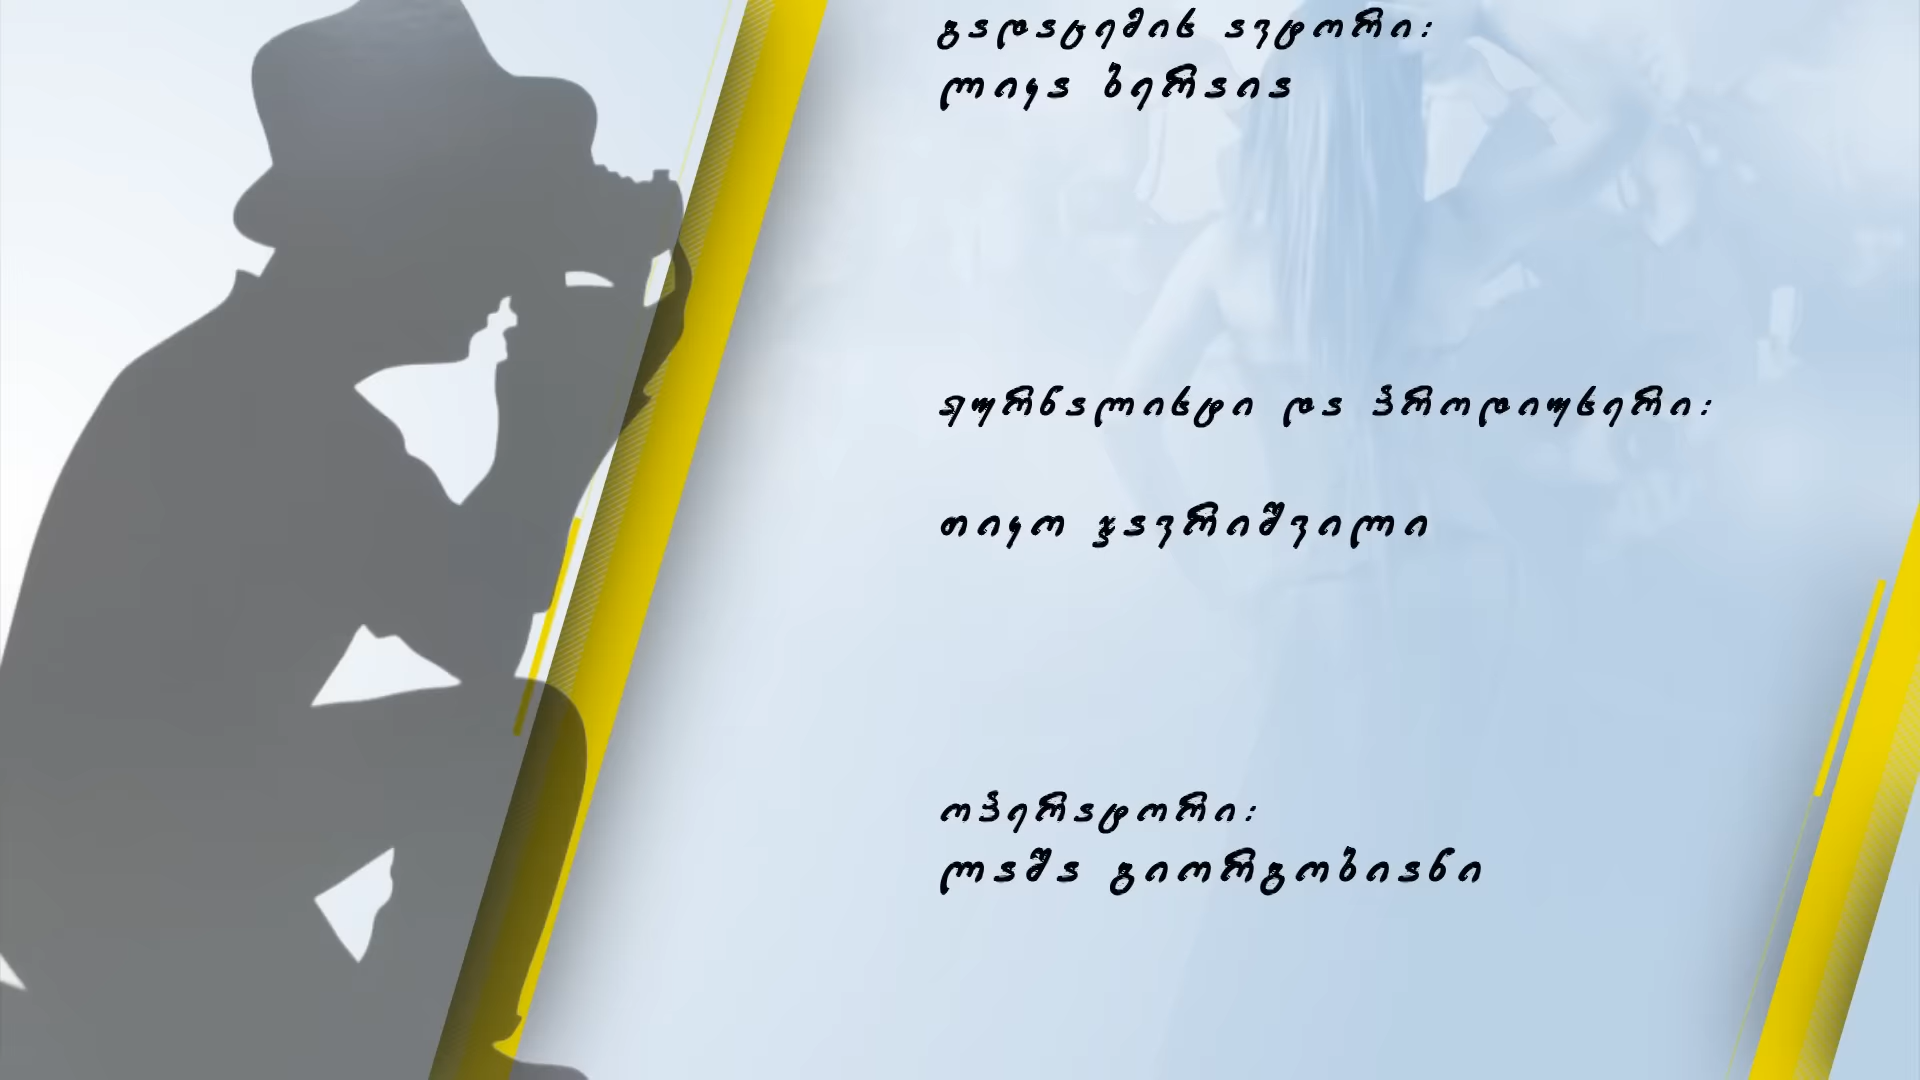 გადაცემის ავტორი:
ლიკა ბერაია
ჟურნალისტი და პროდიუსერი:
თიკო ჯავრიშვილი
ოპერატორი:
ლაშა გიორგობიანი